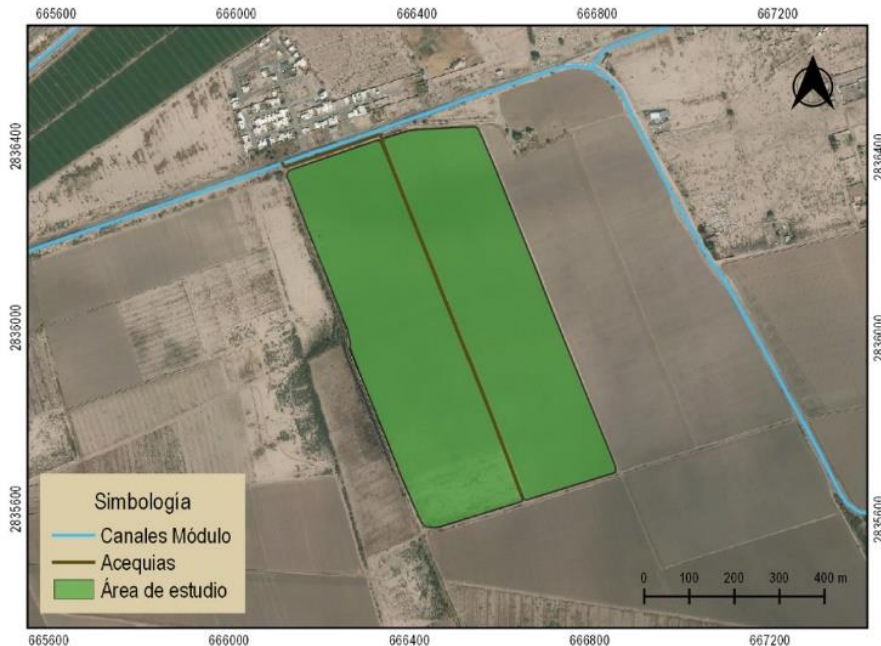 665600 666000 666400 666800 667200
2836400 2836400
2836000 2836000
2835600 2835600
Simbología
Canales Módulo
Acequias
Área de estudio
0 100 200 300 400 m
665600 666000 666400 666800 667200